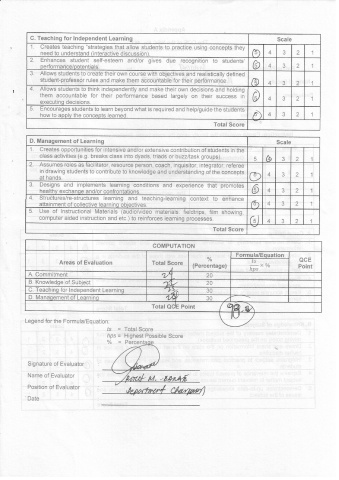 C. Teaching for Independent Learning Scale
1. Creates teaching strategies that allow students to practice using concepts they need to understand (interactive discussion). 5 4 3 2 1
2. Enhances student self-esteem and/or gives due recognition to students' performance/potentials. 5 4 3 2 1
3. Allows students to create their own course with objectives and realistically defined student-professor rules and make them accountable for their performance. 5 4 3 2 1
4. Allows students to think independently and make their own decisions and holding them accountable for their performance based largely on their success in executing decisions. 5 4 3 2 1
5. Encourages students to learn beyond what is required and help/guide the students how to apply the concepts learned 5 4 3 2 1
Total Score
D. Management of Learning Scale
1. Creates opportunities for intensive and/or extensive contribution of students in the class activities (e.g. breaks class into dyads, triads or buzz/task groups). 5 4 3 2 1
2. Assumes roles as facilitator, resource person, coach, inquisitor, integrator, referee in drawing students to contribute to knowledge and understanding of the concepts at hands. 5 4 3 2 1
3. Designs and implements learning conditions and experience that promotes healthy exchange and/or confrontations. 5 4 3 2 1
4. Structures/re-structures learning and teaching-learning context to enhance attainment of collective learning objectives. 5 4 3 2 1
5. Use of Instructional Materials (audio/video materials: fieldtrips, film showing, computer aided instruction and etc.) to reinforces learning processes. 5 4 3 2 1
Total Score
COMPUTATION
Areas of Evaluation Total Score % (Percentage) Formula/Equation ts/hps × % QCE Point
A. Commitment 20
B. Knowledge of Subject 20
C. Teaching for Independent Learning 30
D. Management of Learning 30
Total QCE Point
Legend for the Formula/Equation:
ts = Total Score
hps = Highest Possible Score
% = Percentage
Signature of Evaluator
Name of Evaluator
Position of Evaluator Department Chairman
Date